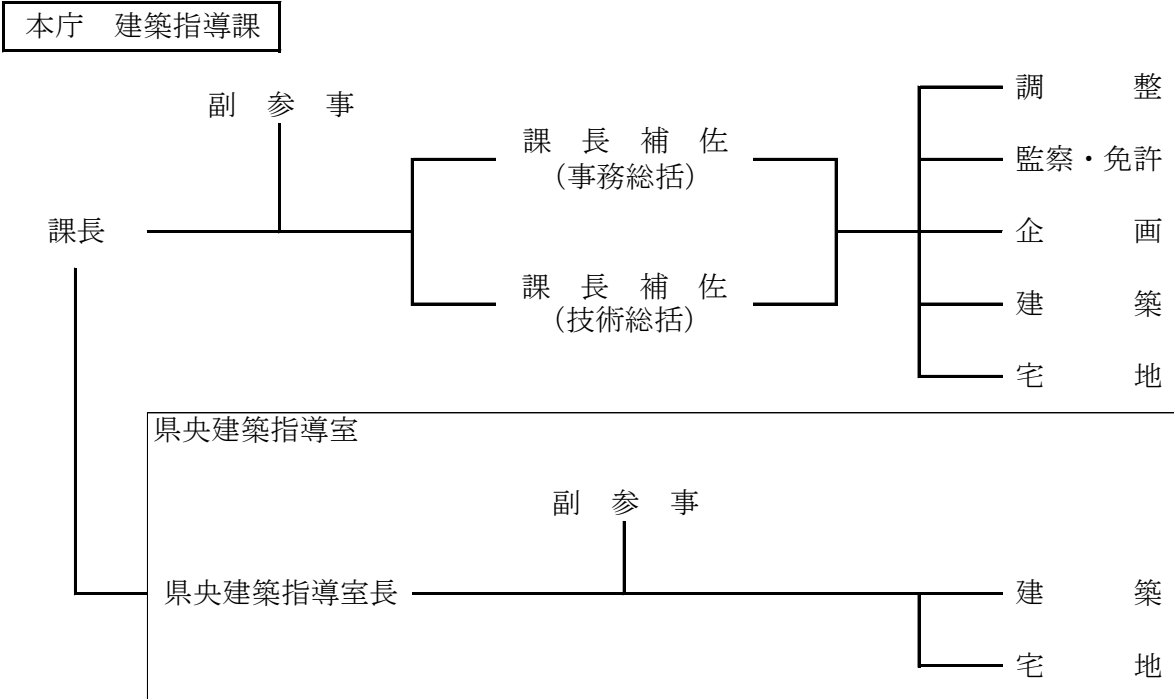 本庁　建築指導課
副　参　事
課長
課　長　補　佐
（事務総括）
課　長　補　佐
（技術総括）
調　　　整
監察・免許
企　　　画
建　　　築
宅　　　地
県央建築指導室
副　参　事
県央建築指導室長
建　　　築
宅　　　地